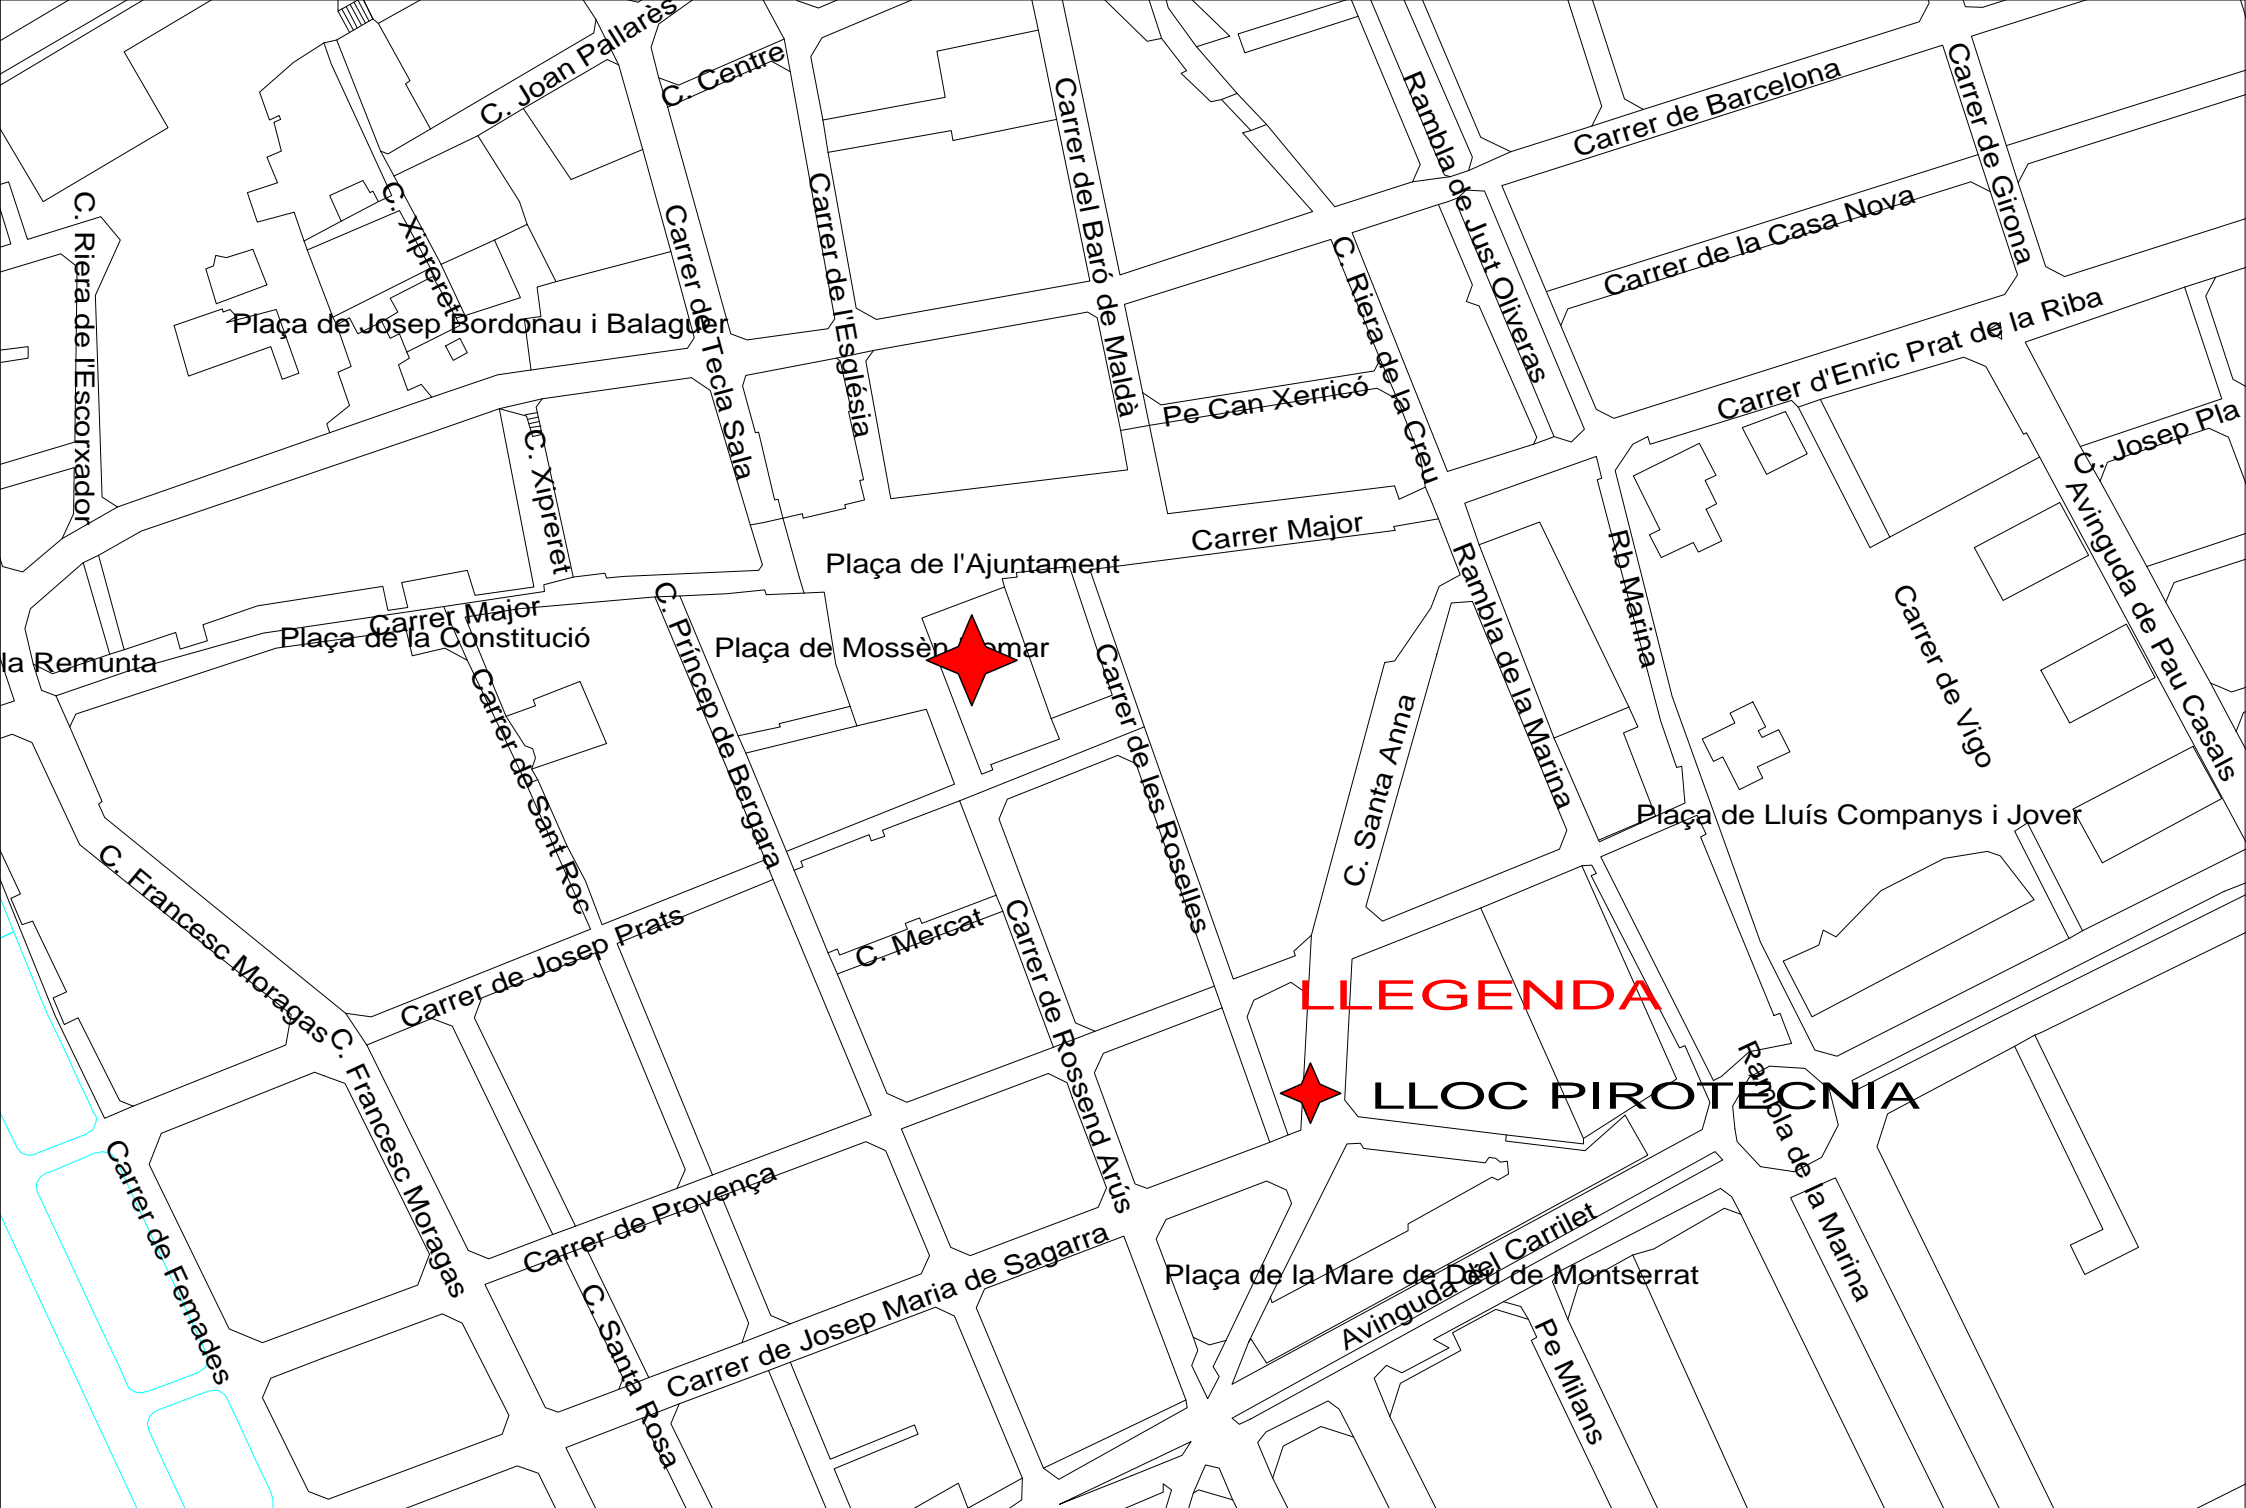 C. Joan Pallarès
C. Centre
Carrer de Barcelona
Carrer de Girona
Rambla de Just Oliveras
Carrer del Baró de Maldà
Carrer de l'Església
Carrer de Tecla Sala
C. Xipreret
C. Riera de l'Escorxador
Carrer de la Casa Nova
C. Riera de la Creu
Plaça de Josep Bordonau i Balaguer
Carrer d'Enric Prat de la Riba
Pe Can Xerricó
C. Josep Pla
C. Xipreret
Carrer Major
Plaça de l'Ajuntament
Avinguda de Pau Casals
Rb Marina
Rambla de la Marina
Carrer de Vigo
Carrer Major
Plaça de la Constitució
la Remunta
C. Príncep de Bergara
Plaça de Mossèn
Carrer de les Roselles
Carrer de Sant Roc
C. Santa Anna
Plaça de Lluís Companys i Jover
C. Francesc Moragas
Carrer de Josep Prats
C. Mercat
Carrer de Rossend Arús
LLEGENDA
LLOC PIROTECNIA
C. Francesc Moragas
Rambla de la Marina
Carrer de Femades
Carrer de Provença
Carrer de Josep Maria de Sagarra
Plaça de la Mare de Déu de Montserrat
Avinguda del Carrilet
C. Santa Rosa
Pe Milans